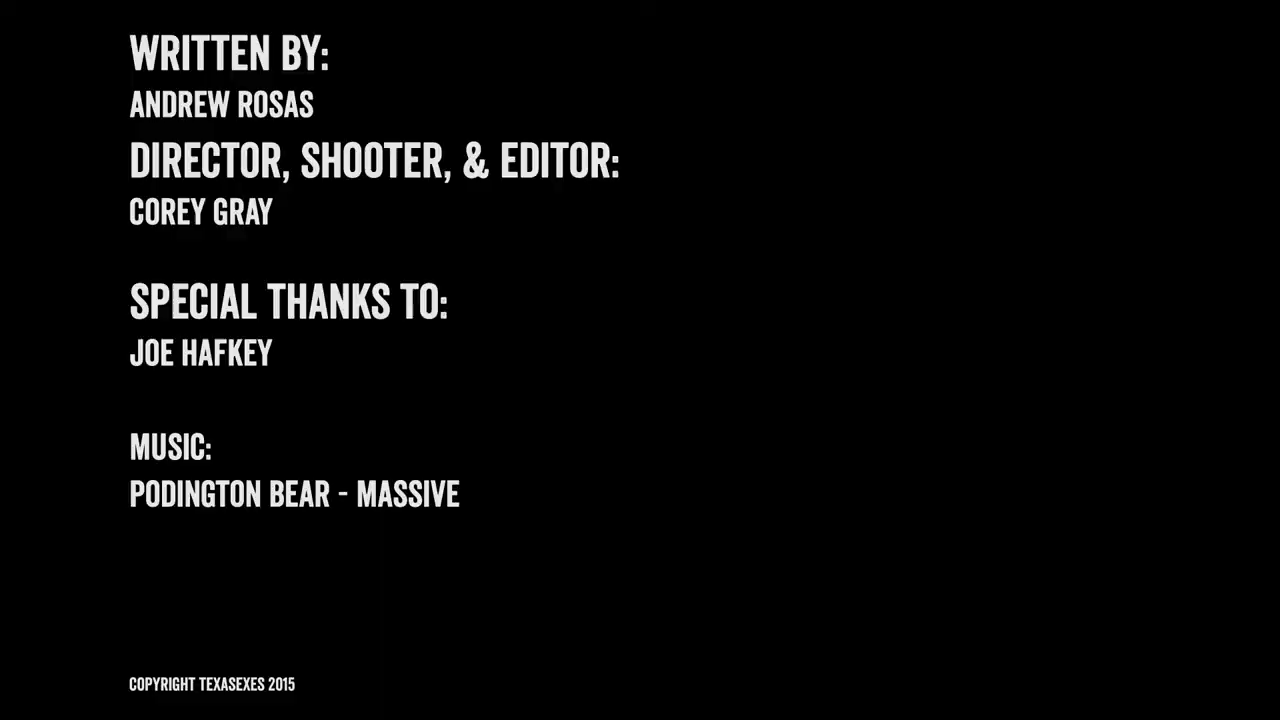 WRITTEN BY:
ANDREW ROSAS
DIRECTOR, SHOOTER, & EDITOR:
COREY GRAY
SPECIAL THANKS TO:
JOE HAFKEY
MUSIC:
PODINGTON BEAR - MASSIVE
COPYRIGHT TEXASEXES 2015